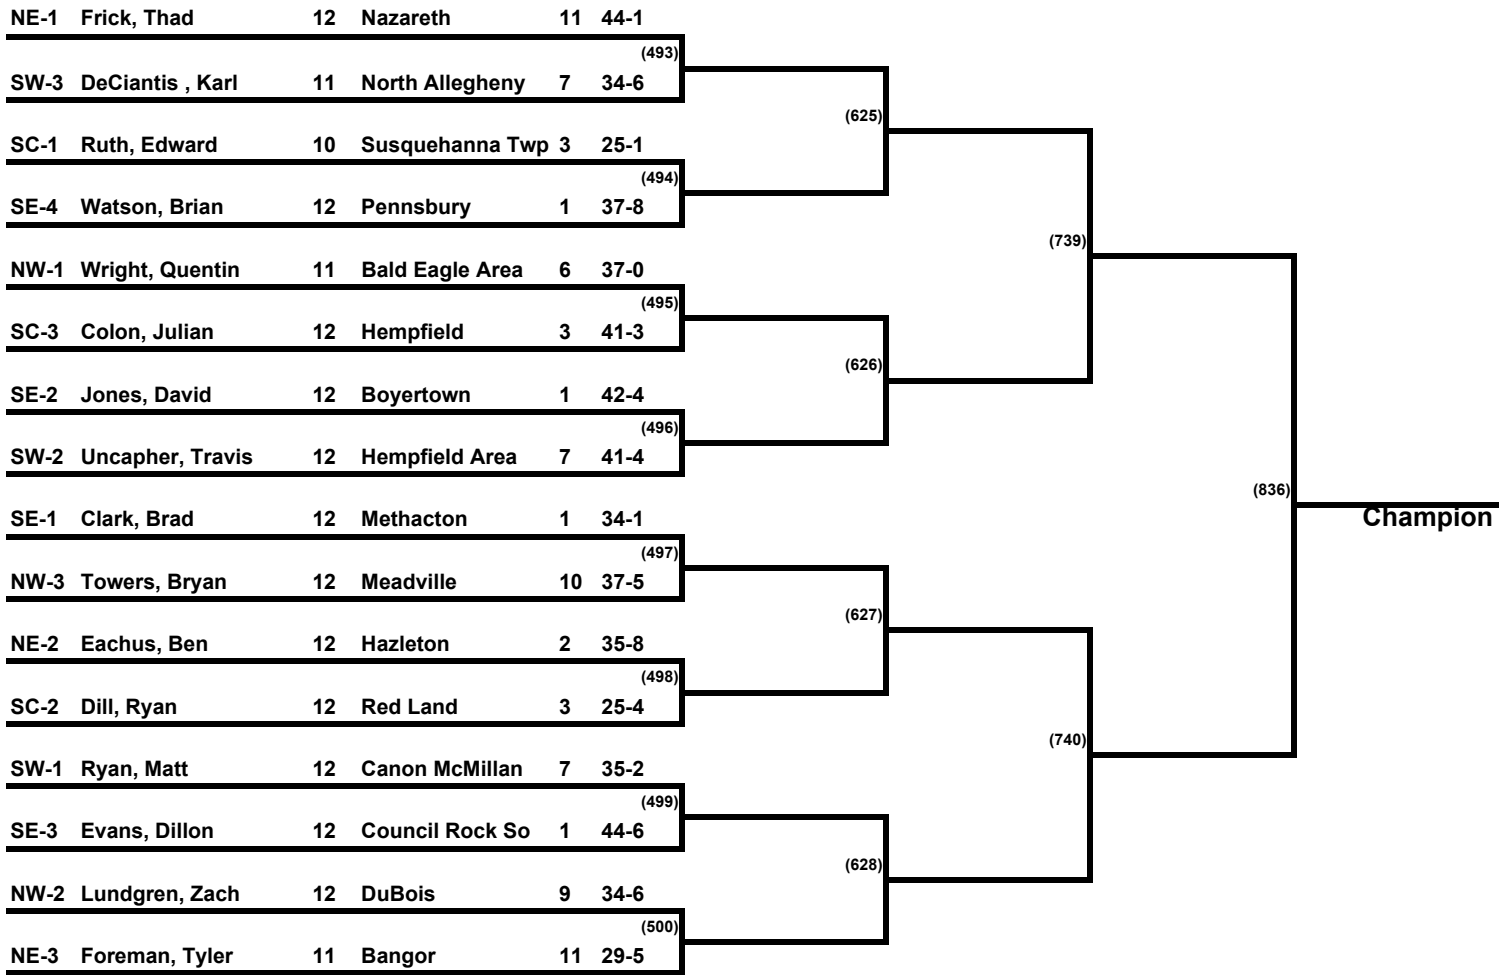 NE-1 Frick, Thad 12 Nazareth 11 44-1
(493)
SW-3 DeCiantis , Karl 11 North Allegheny 7 34-6
(625)
SC-1 Ruth, Edward 10 Susquehanna Twp 3 25-1
(494)
SE-4 Watson, Brian 12 Pennsbury 1 37-8
(739)
NW-1 Wright, Quentin 11 Bald Eagle Area 6 37-0
(495)
SC-3 Colon, Julian 12 Hempfield 3 41-3
(626)
SE-2 Jones, David 12 Boyertown 1 42-4
(496)
SW-2 Uncapher, Travis 12 Hempfield Area 7 41-4
(836)
Champion
SE-1 Clark, Brad 12 Methacton 1 34-1
(497)
NW-3 Towers, Bryan 12 Meadville 10 37-5
(627)
NE-2 Eachus, Ben 12 Hazleton 2 35-8
(498)
SC-2 Dill, Ryan 12 Red Land 3 25-4
(740)
SW-1 Ryan, Matt 12 Canon McMillan 7 35-2
(499)
SE-3 Evans, Dillon 12 Council Rock So 1 44-6
(628)
NW-2 Lundgren, Zach 12 DuBois 9 34-6
(500)
NE-3 Foreman, Tyler 11 Bangor 11 29-5